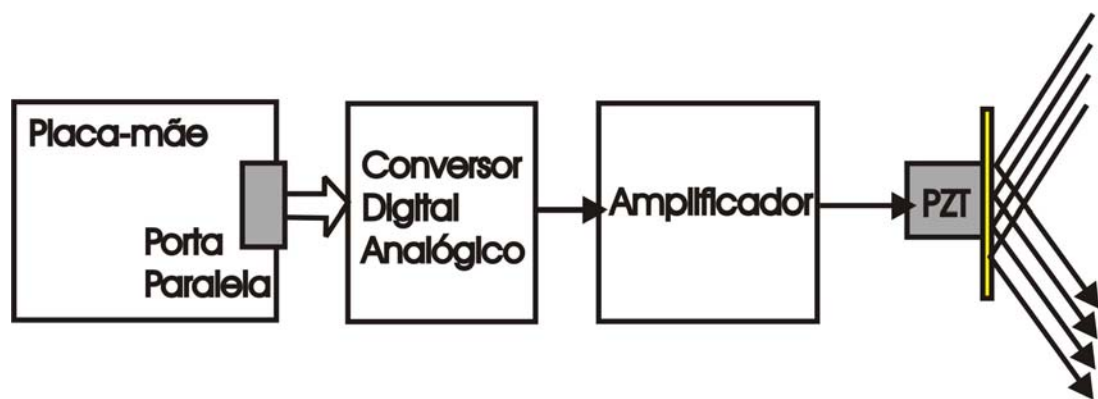 Placa-mãe
Porta
Paralela
Conversor
Digital
Analógico
Amplificador
PZT